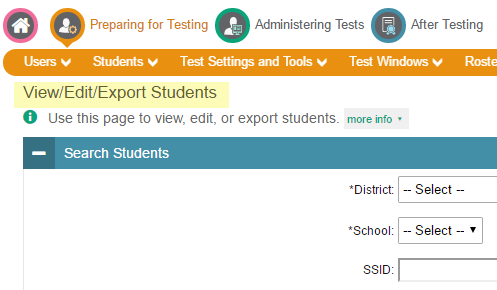 Preparing for Testing Administering Tests After Testing
Users Students Test Settings and Tools Test Windows Roste
View/Edit/Export Students
Use this page to view, edit, or export students. more info
Search Students
*District: -- Select --
*School: -- Select --
SSID: